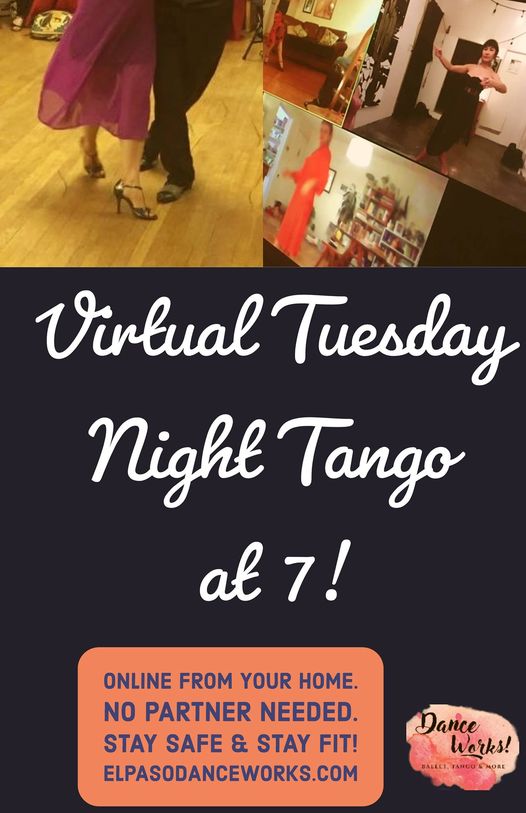 Virtual Tuesday
Night Tango
at 7!
ONLINE FROM YOUR HOME.
NO PARTNER NEEDED.
STAY SAFE & STAY FIT!
ELPASODANCEWORKS.COM
Dance
Works!
BALLET, TANGO & MORE